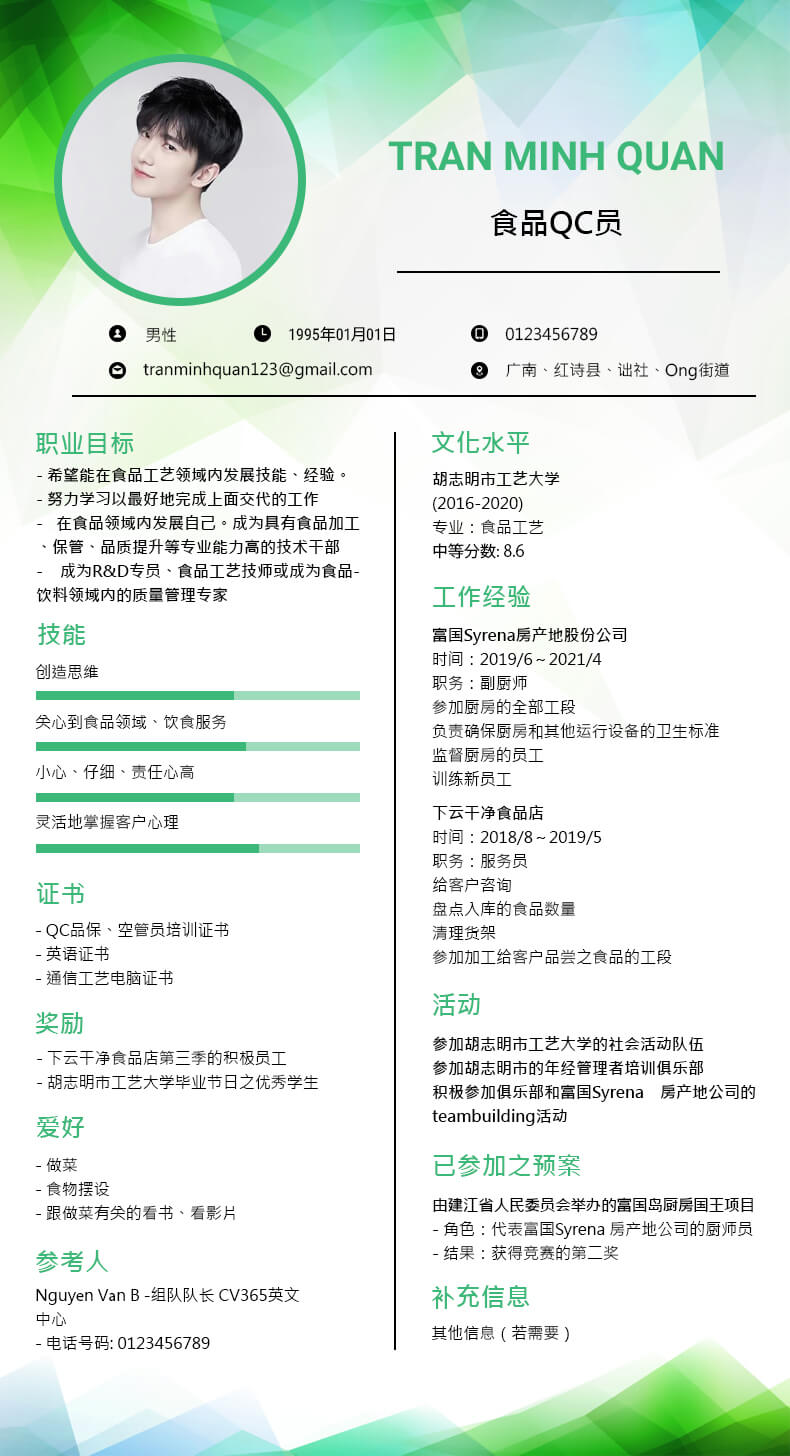 TRAN MINH QUAN
食品QC员
男性
1995年01月01日
0123456789
tranminhquan123@gmail.com
广南、红诗县、诎社、Ong街道
职业目标
- 希望能在食品工艺领域内发展技能、经验。
- 努力学习以最好地完成上面交代的工作
- 在食品领域内发展自己。成为具有食品加工
、保管、品质提升等专业能力高的技术干部
- 成为R&D专员、食品工艺技师或成为食品-
饮料领域内的质量管理专家
技能
创造思维
关心到食品领域、饮食服务
小心、仔细、责任心高
灵活地掌握客户心理
证书
- QC品保、空管员培训证书
- 英语证书
- 通信工艺电脑证书
奖励
- 下云干净食品店第三季的积极员工
- 胡志明市工艺大学毕业节日之优秀学生
爱好
- 做菜
- 食物摆设
- 跟做菜有关的看书、看影片
参考人
Nguyen Van B -组队队长 CV365英文
中心
- 电话号码: 0123456789
文化水平
胡志明市工艺大学
(2016-2020)
专业：食品工艺
中等分数: 8.6
工作经验
富国Syrena房产地股份公司
时间：2019/6～2021/4
职务：副厨师
参加厨房的全部工段
负责确保厨房和其他运行设备的卫生标准
监督厨房的员工
训练新员工
下云干净食品店
时间：2018/8～2019/5
职务：服务员
给客户咨询
盘点入库的食品数量
清理货架
参加加工给客户品尝之食品的工段
活动
参加胡志明市工艺大学的社会活动队伍
参加胡志明市的年经管理者培训俱乐部
积极参加俱乐部和富国Syrena 房产地公司的
teambuilding活动
已参加之预案
由建江省人民委员会举办的富国岛厨房国王项目
- 角色：代表富国Syrena 房产地公司的厨师员
- 结果：获得竞赛的第二奖
补充信息
其他信息（若需要）